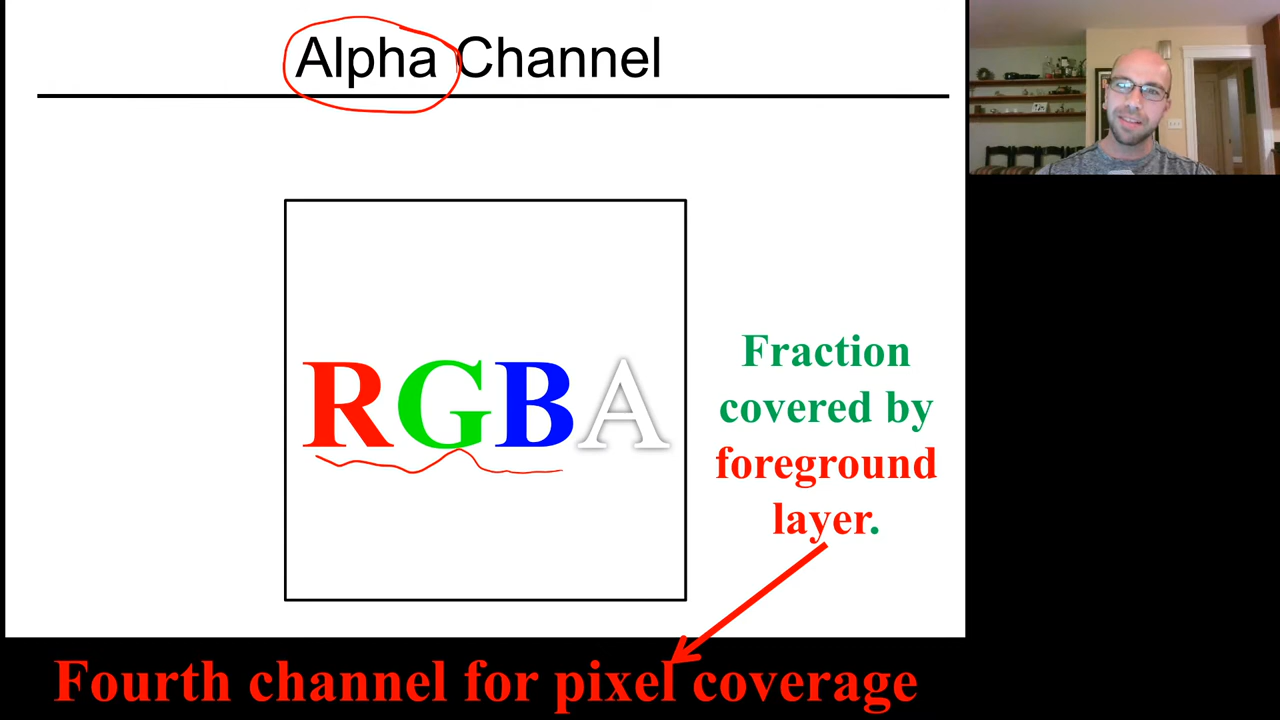 Alpha Channel
RGBA
Fraction
covered by
foreground
layer.
Fourth channel for pixel coverage